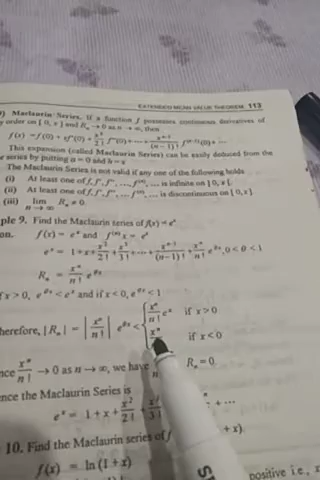 EXTENDED MEAN VALUE THEOREM 113
Maclaurin Series. If a function f possesses continuous derivatives of
order on [0, x] and Rₙ → 0 as n → ∞, then
f(x) = f(0) + xf'(0) + x²/2! f''(0) + ... + xⁿ⁻¹/(n−1)! f⁽ⁿ⁻¹⁾(0) + ...
This expansion (called Maclaurin Series) can be easily deduced from the
series by putting a = 0 and h = x
The Maclaurin Series is not valid if any one of the following holds
(i) At least one of f, f', f'', ..., f⁽ⁿ⁾, ... is infinite on [0, x].
(ii) At least one of f, f', f'', ..., f⁽ⁿ⁾, ... is discontinuous on [0, x].
(iii) lim n→∞ Rₙ ≠ 0.
ple 9. Find the Maclaurin series of f(x) = eˣ
on. f(x) = eˣ and f⁽ⁿ⁾ x = eˣ
eˣ = 1 + x + x²/2! + x³/3! + ... + xⁿ⁻¹/(n−1)! + xⁿ/n! e^θx, 0 < θ < 1
Rₙ = xⁿ/n! e^θx
f x > 0, e^θx < eˣ and if x < 0, e^θx < 1
herefore, |Rₙ| = |xⁿ/n!| e^θx < { xⁿ/n! eˣ if x > 0
xⁿ if x < 0
nce xⁿ/n! → 0 as n → ∞, we have Rₙ = 0.
nce the Maclaurin Series is
eˣ = 1 + x + x²/2! + x³/3! + ...
10. Find the Maclaurin series of f + x).
f(x) = ln (1 + x)
positive i.e., x